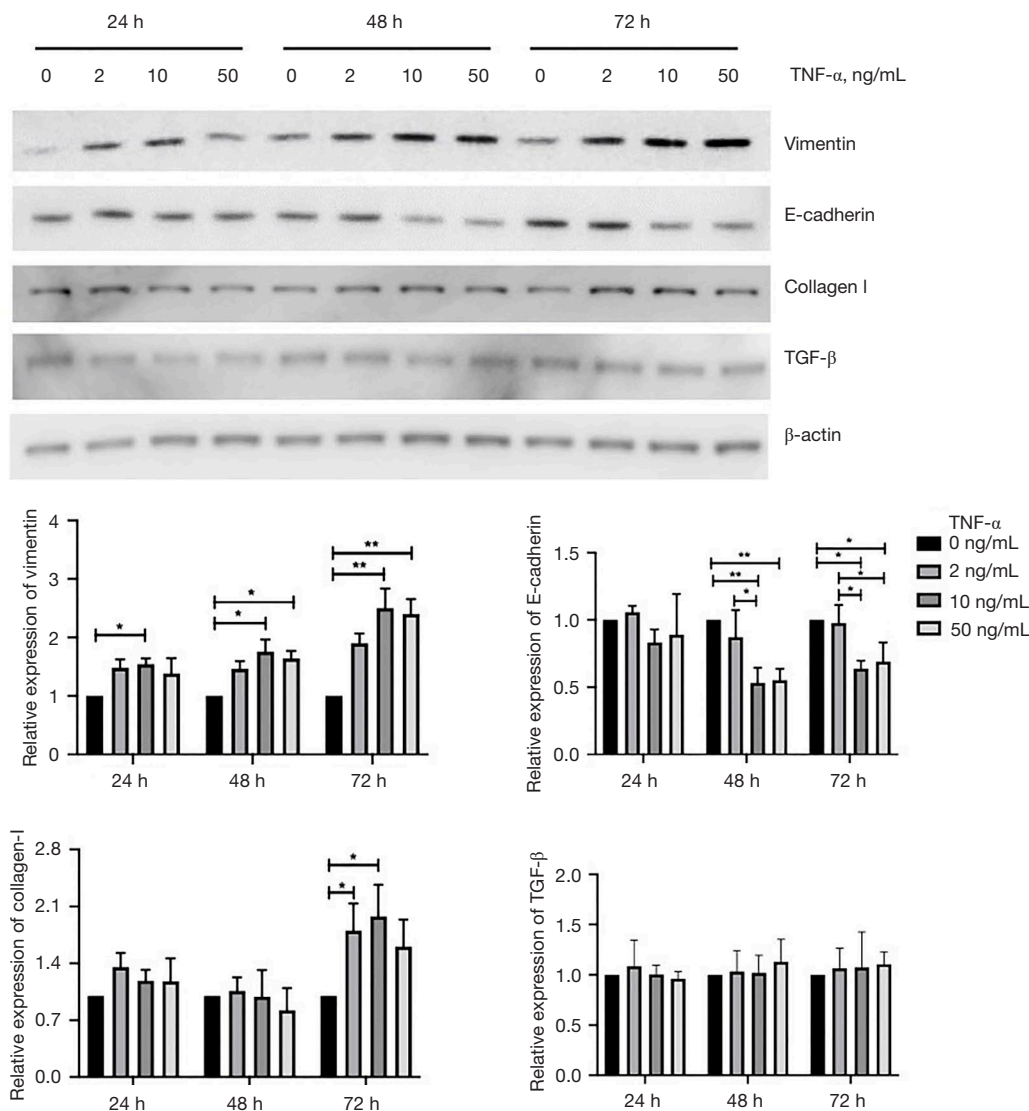 24 h 48 h 72 h
0 2 10 50 0 2 10 50 0 2 10 50 TNF-α, ng/mL
Vimentin
E-cadherin
Collagen I
TGF-β
β-actin
Relative expression of vimentin
4
3
2
1
0
* * * ** **
24 h 48 h 72 h
Relative expression of E-cadherin
1.5
1.0
0.5
0.0
** ** * * * * *
24 h 48 h 72 h
TNF-α
0 ng/mL
2 ng/mL
10 ng/mL
50 ng/mL
Relative expression of collagen-I
2.8
2.1
1.4
0.7
0.0
* *
24 h 48 h 72 h
Relative expression of TGF-β
2.0
1.5
1.0
0.5
0.0
24 h 48 h 72 h